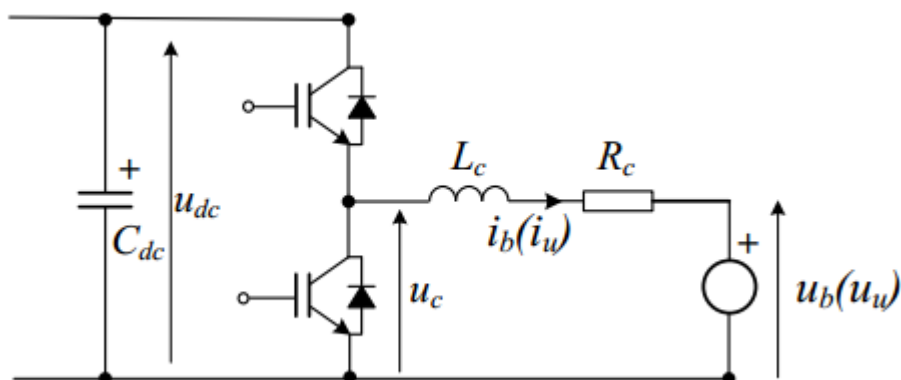 +
u_dc
C_dc
L_c
R_c
i_b(i_u)
u_c
+
u_b(u_u)